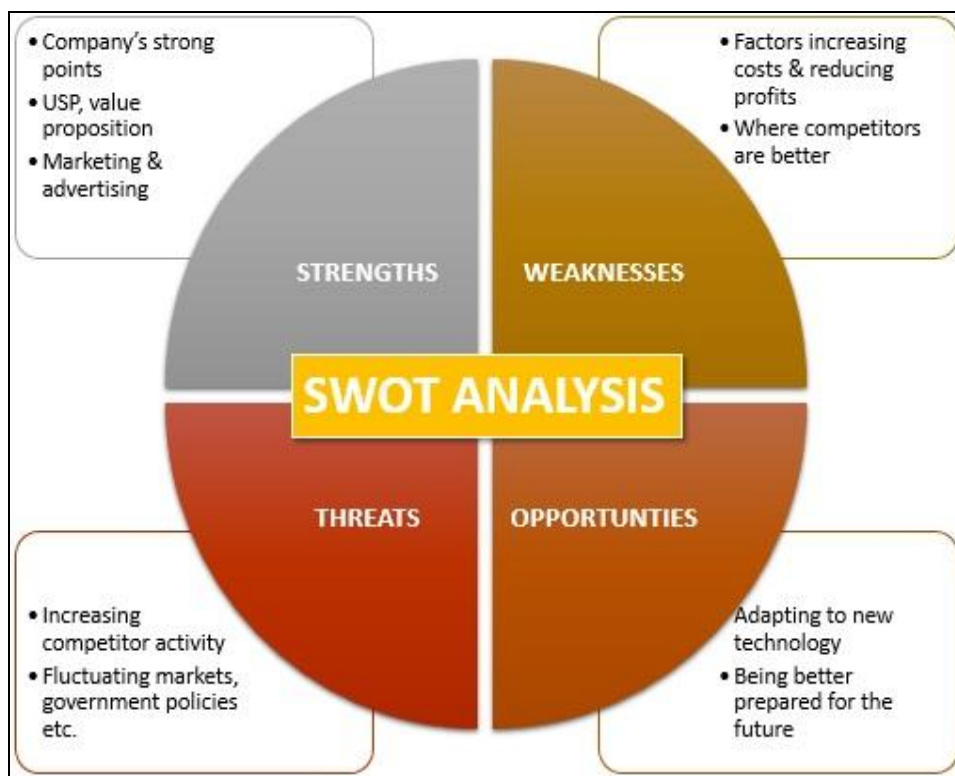 • Company's strong
points
• USP, value
proposition
• Marketing &
advertising
• Factors increasing
costs & reducing
profits
• Where competitors
are better
STRENGTHS
WEAKNESSES
SWOT ANALYSIS
THREATS
OPPORTUNTIES
• Increasing
competitor activity
• Fluctuating markets,
government policies
etc.
Adapting to new
technology
• Being better
prepared for the
future